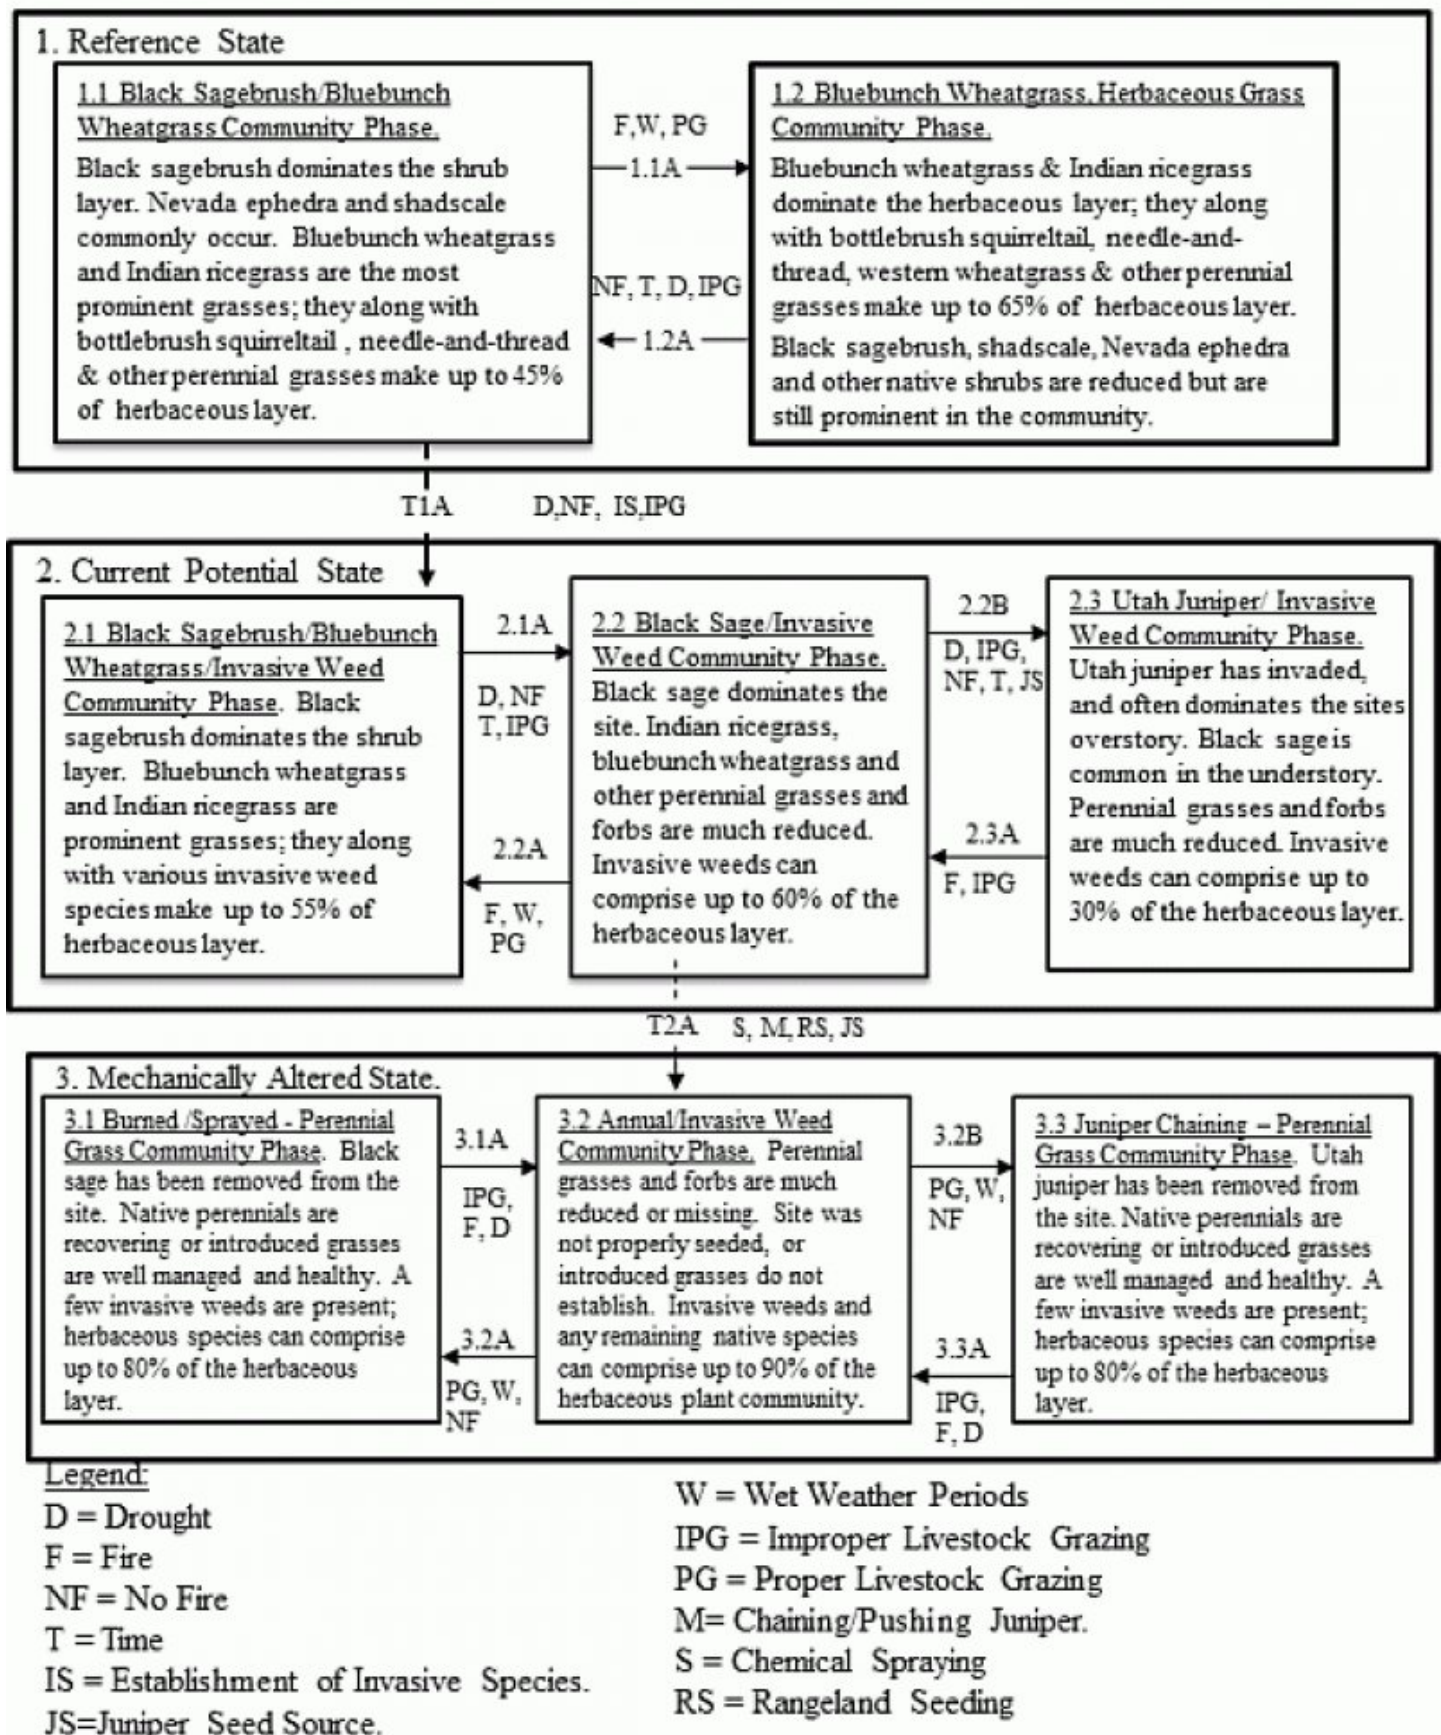 1. Reference State
1.1 Black Sagebrush/Bluebunch
Wheatgrass Community Phase.
Black sagebrush dominates the shrub
layer. Nevada ephedra and shadscale
commonly occur. Bluebunch wheatgrass
and Indian ricegrass are the most
prominent grasses; they along with
bottlebrush squirreltail , needle-and-thread
& other perennial grasses make up to 45%
of herbaceous layer.
F,W, PG
1.1A
NF, T, D, IPG
1.2A
1.2 Bluebunch Wheatgrass, Herbaceous Grass
Community Phase.
Bluebunch wheatgrass & Indian ricegrass
dominate the herbaceous layer; they along
with bottlebrush squirreltail, needle-and-
thread, western wheatgrass & other perennial
grasses make up to 65% of herbaceous layer.
Black sagebrush, shadscale, Nevada ephedra
and other native shrubs are reduced but are
still prominent in the community.
T1A D,NF, IS,IPG
2. Current Potential State
2.1 Black Sagebrush/Bluebunch
Wheatgrass/Invasive Weed
Community Phase. Black
sagebrush dominates the shrub
layer. Bluebunch wheatgrass
and Indian ricegrass are
prominent grasses; they along
with various invasive weed
species make up to 55% of
herbaceous layer.
2.1A
D, NF
T, IPG
2.2A
F, W,
PG
2.2 Black Sage/Invasive
Weed Community Phase.
Black sage dominates the
site. Indian ricegrass,
bluebunch wheatgrass and
other perennial grasses and
forbs are much reduced.
Invasive weeds can
comprise up to 60% of the
herbaceous layer.
2.2B
D, IPG,
NF, T, JS
2.3A
F, IPG
2.3 Utah Juniper/ Invasive
Weed Community Phase.
Utah juniper has invaded,
and often dominates the sites
overstory. Black sage is
common in the understory.
Perennial grasses and forbs
are much reduced. Invasive
weeds can comprise up to
30% of the herbaceous layer.
T2A S, M, RS, JS
3. Mechanically Altered State.
3.1 Burned /Sprayed - Perennial
Grass Community Phase. Black
sage has been removed from the
site. Native perennials are
recovering or introduced grasses
are well managed and healthy. A
few invasive weeds are present;
herbaceous species can comprise
up to 80% of the herbaceous
layer.
3.1A
IPG,
F, D
3.2A
PG, W,
NF
3.2 Annual/Invasive Weed
Community Phase. Perennial
grasses and forbs are much
reduced or missing. Site was
not properly seeded, or
introduced grasses do not
establish. Invasive weeds and
any remaining native species
can comprise up to 90% of the
herbaceous plant community.
3.2B
PG, W,
NF
3.3A
IPG,
F, D
3.3 Juniper Chaining – Perennial
Grass Community Phase. Utah
juniper has been removed from
the site. Native perennials are
recovering or introduced grasses
are well managed and healthy. A
few invasive weeds are present;
herbaceous species can comprise
up to 80% of the herbaceous
layer.
Legend:
D = Drought
F = Fire
NF = No Fire
T = Time
IS = Establishment of Invasive Species.
JS=Juniper Seed Source.
W = Wet Weather Periods
IPG = Improper Livestock Grazing
PG = Proper Livestock Grazing
M= Chaining/Pushing Juniper.
S = Chemical Spraying
RS = Rangeland Seeding